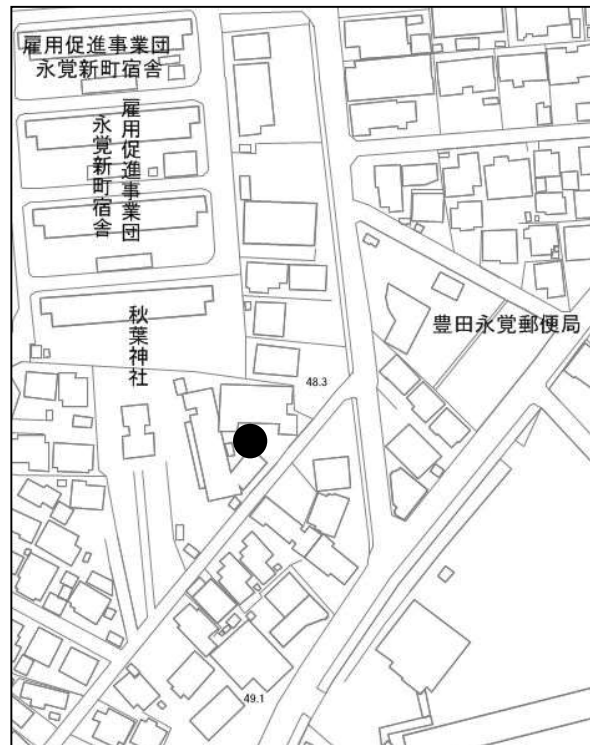 雇用促進事業団
永覚新町宿舎
雇用促進事業団
永覚新町宿舎
秋葉神社
豊田永覚郵便局
48.3
49.1